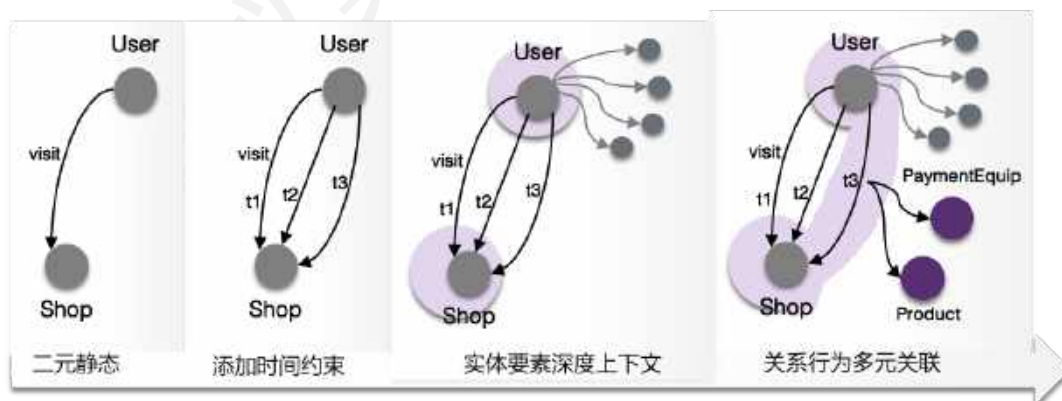 User
visit
Shop
二元静态
User
visit
t1
t2
t3
Shop
添加时间约束
User
visit
t1
t2
t3
Shop
实体要素深度上下文
User
visit
t1
t2
t3
PaymentEquip
Shop
Product
关系行为多元关联